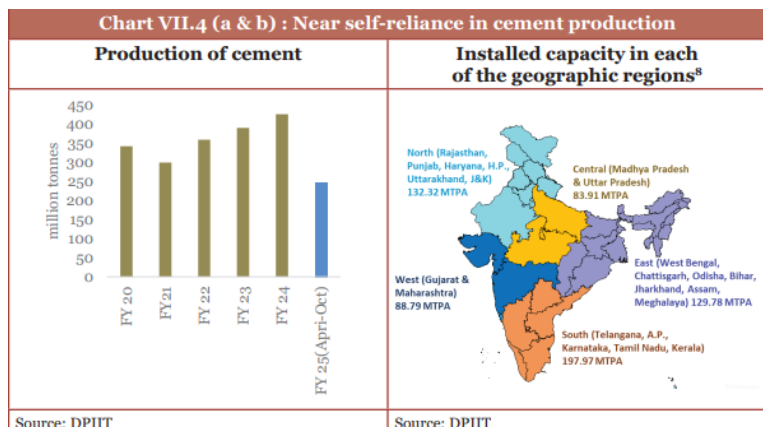 Chart VII.4 (a & b) : Near self-reliance in cement production
Production of cement
million tonnes
450
400
350
300
250
200
150
100
50
0
FY 20
FY21
FY 22
FY 23
FY 24
FY 25(Apri-Oct)
Source: DPIIT
Installed capacity in each
of the geographic regions⁸
North (Rajasthan,
Punjab, Haryana, H.P.,
Uttarakhand, J&K)
132.32 MTPA
Central (Madhya Pradesh
& Uttar Pradesh)
83.91 MTPA
West (Gujarat &
Maharashtra)
88.79 MTPA
East (West Bengal,
Chattisgarh, Odisha, Bihar,
Jharkhand, Assam,
Meghalaya) 129.78 MTPA
South (Telangana, A.P.,
Karnataka, Tamil Nadu, Kerala)
197.97 MTPA
Source: DPIIT